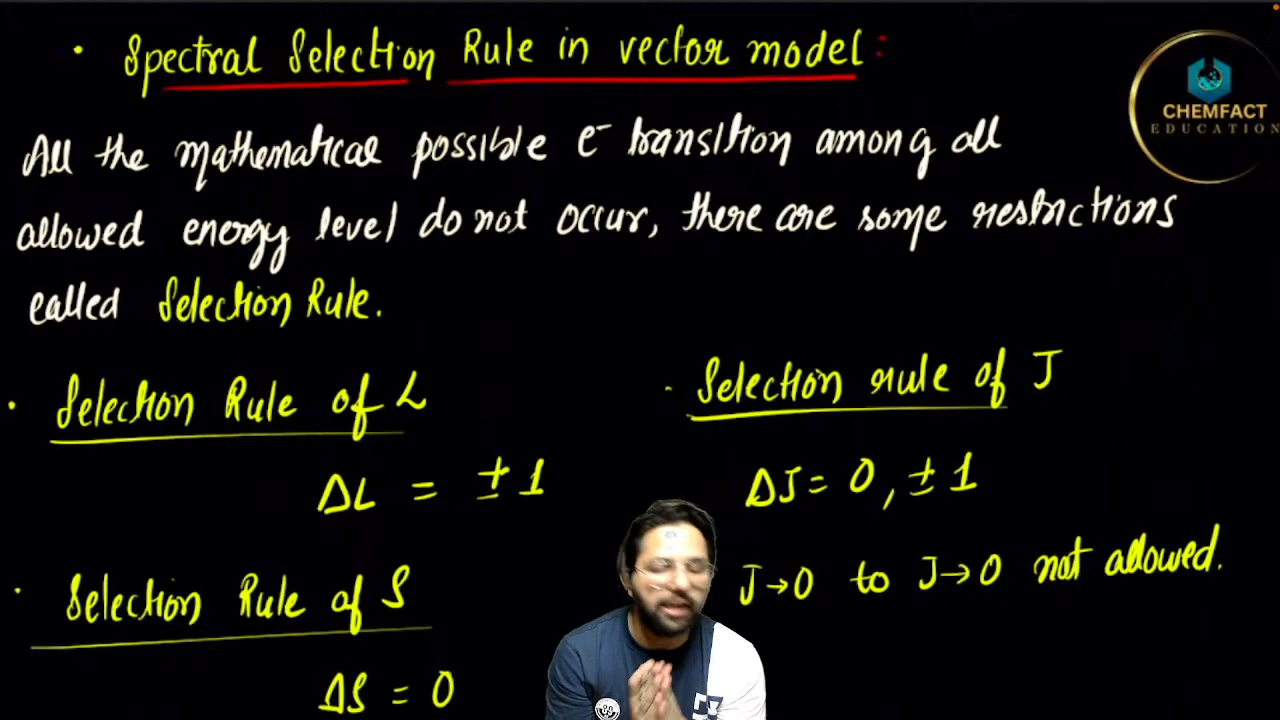 • Spectral Selection Rule in vector model :
CHEMFACT
EDUCATION
All the mathematical possible e⁻ transition among all
allowed energy level do not occur, there are some restrictions
called Selection Rule.
• Selection Rule of L
ΔL = ± 1
• Selection Rule of S
ΔS = 0
• Selection rule of J
ΔJ = 0, ± 1
J→0 to J→0 not allowed.